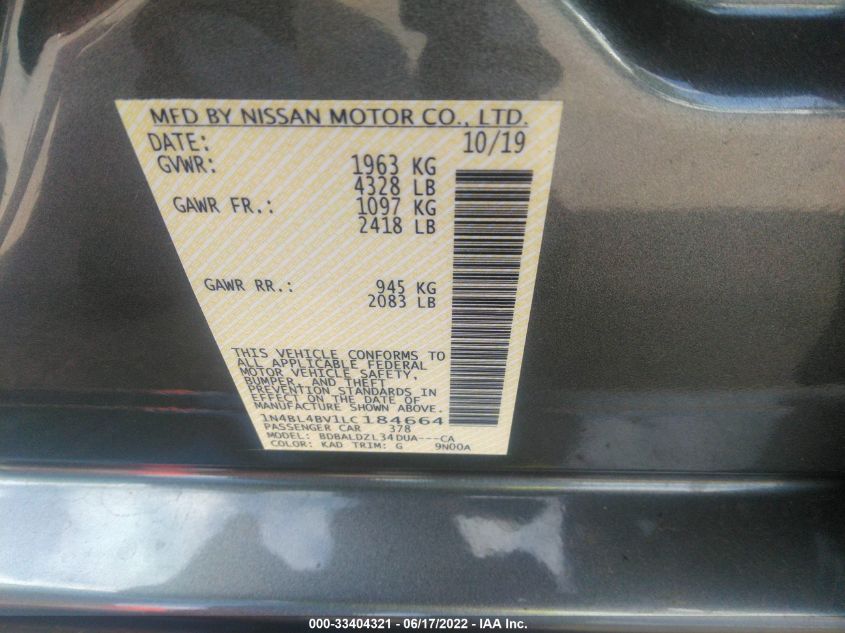 MFD BY NISSAN MOTOR CO., LTD.
DATE: 10/19
GVWR: 1963 KG
4328 LB
GAWR FR.: 1097 KG
2418 LB
GAWR RR.: 945 KG
2083 LB
THIS VEHICLE CONFORMS TO
ALL APPLICABLE FEDERAL
MOTOR VEHICLE SAFETY,
BUMPER, AND THEFT
PREVENTION STANDARDS IN
EFFECT ON THE DATE OF
MANUFACTURE SHOWN ABOVE.
1N4BL4BV1LC184664
PASSENGER CAR 378
MODEL: BDBALDZL34DUA---CA
COLOR: KAD TRIM: G 9N00A
000-33404321 - 06/17/2022 - IAA Inc.